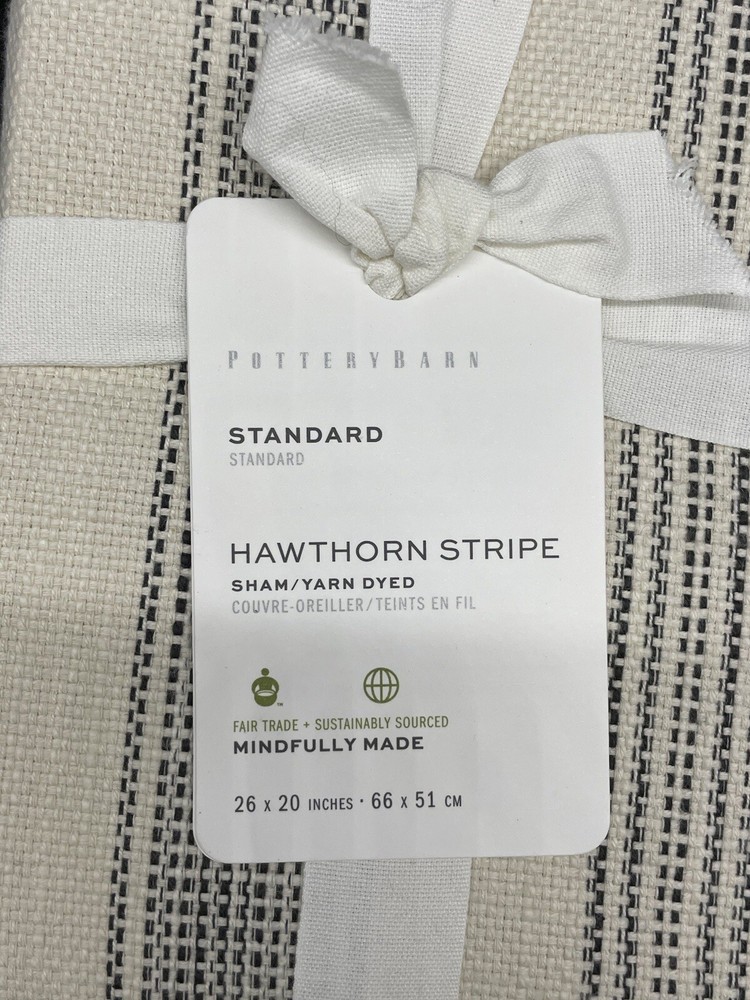 POTTERYBARN
STANDARD
STANDARD
HAWTHORN STRIPE
SHAM/YARN DYED
COUVRE-OREILLER/TEINTS EN FIL
™
FAIR TRADE + SUSTAINABLY SOURCED
MINDFULLY MADE
26 X 20 INCHES · 66 X 51 CM